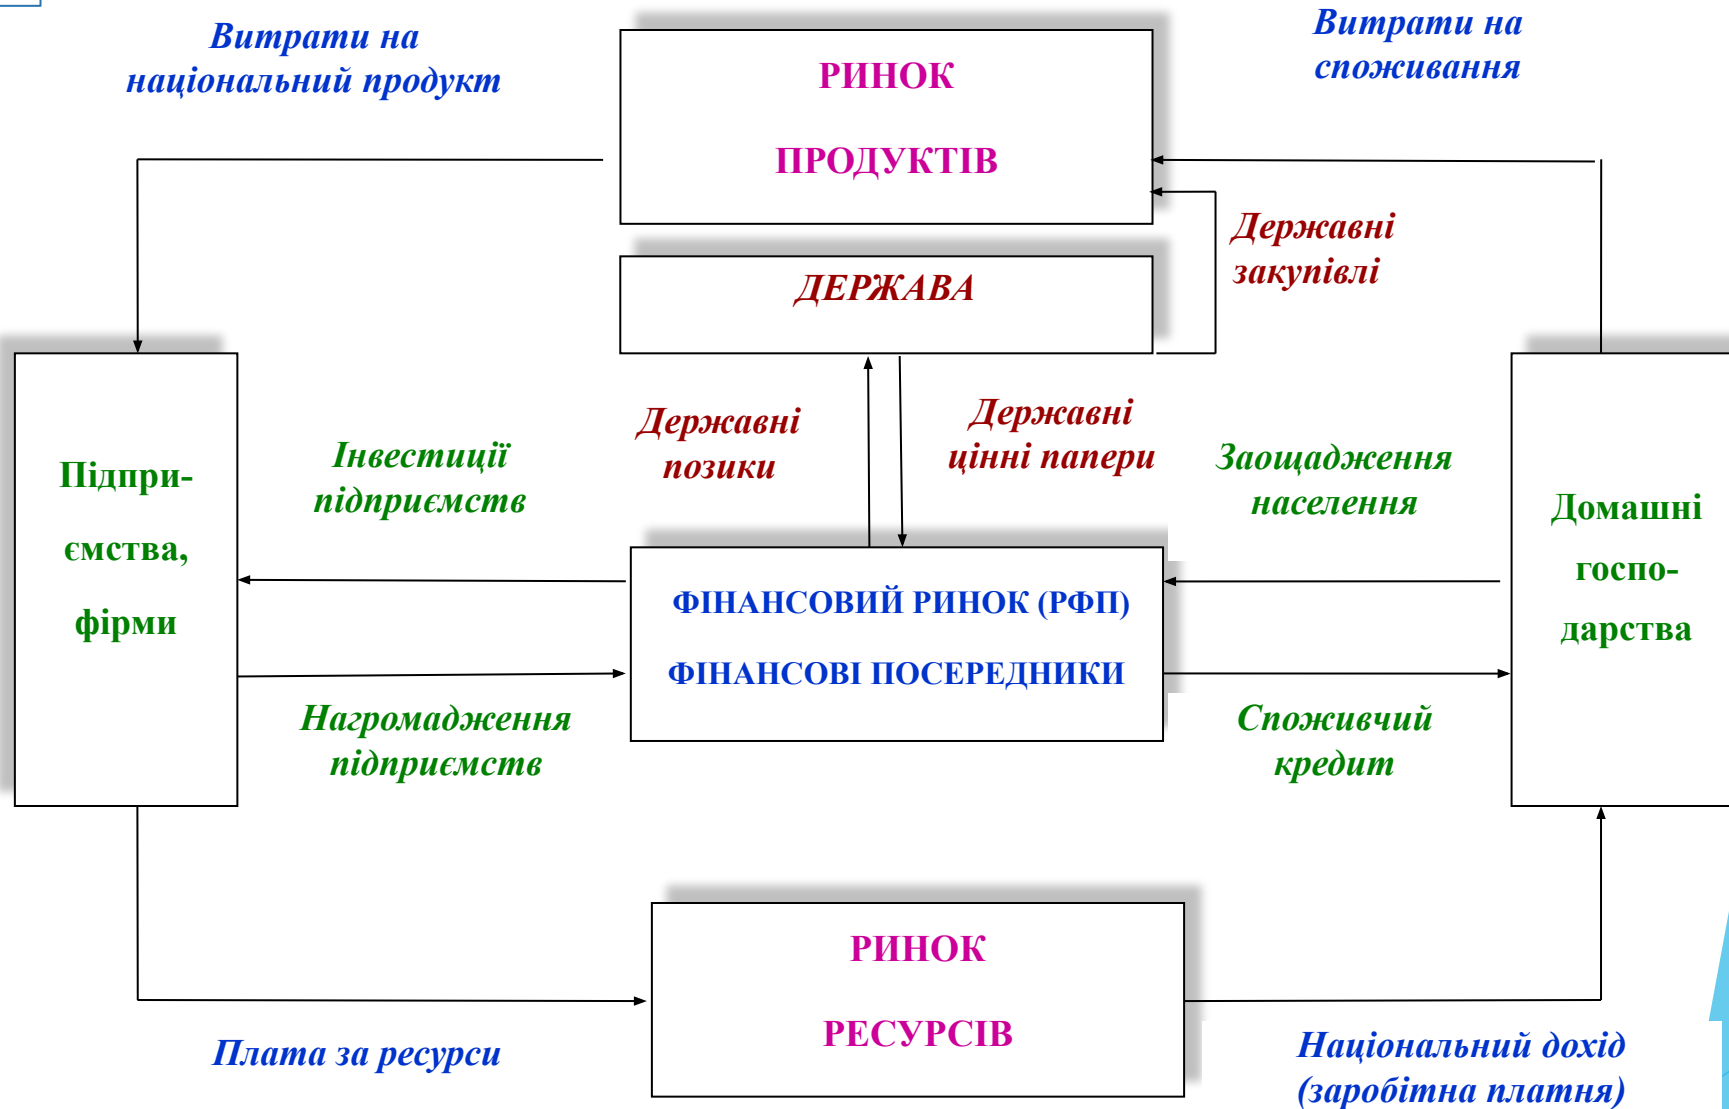 Витрати на
національний продукт
РИНОК
ПРОДУКТІВ
Витрати на
споживання
Державні
закупівлі
ДЕРЖАВА
Державні
позики
Державні
цінні папери
Інвестиції
підприємств
Заощадження
населення
Підпри-
ємства,
фірми
Домашні
госпо-
дарства
ФІНАНСОВИЙ РИНОК (РФП)
ФІНАНСОВІ ПОСЕРЕДНИКИ
Нагромадження
підприємств
Споживчий
кредит
РИНОК
РЕСУРСІВ
Плата за ресурси
Національний дохід
(заробітна платня)